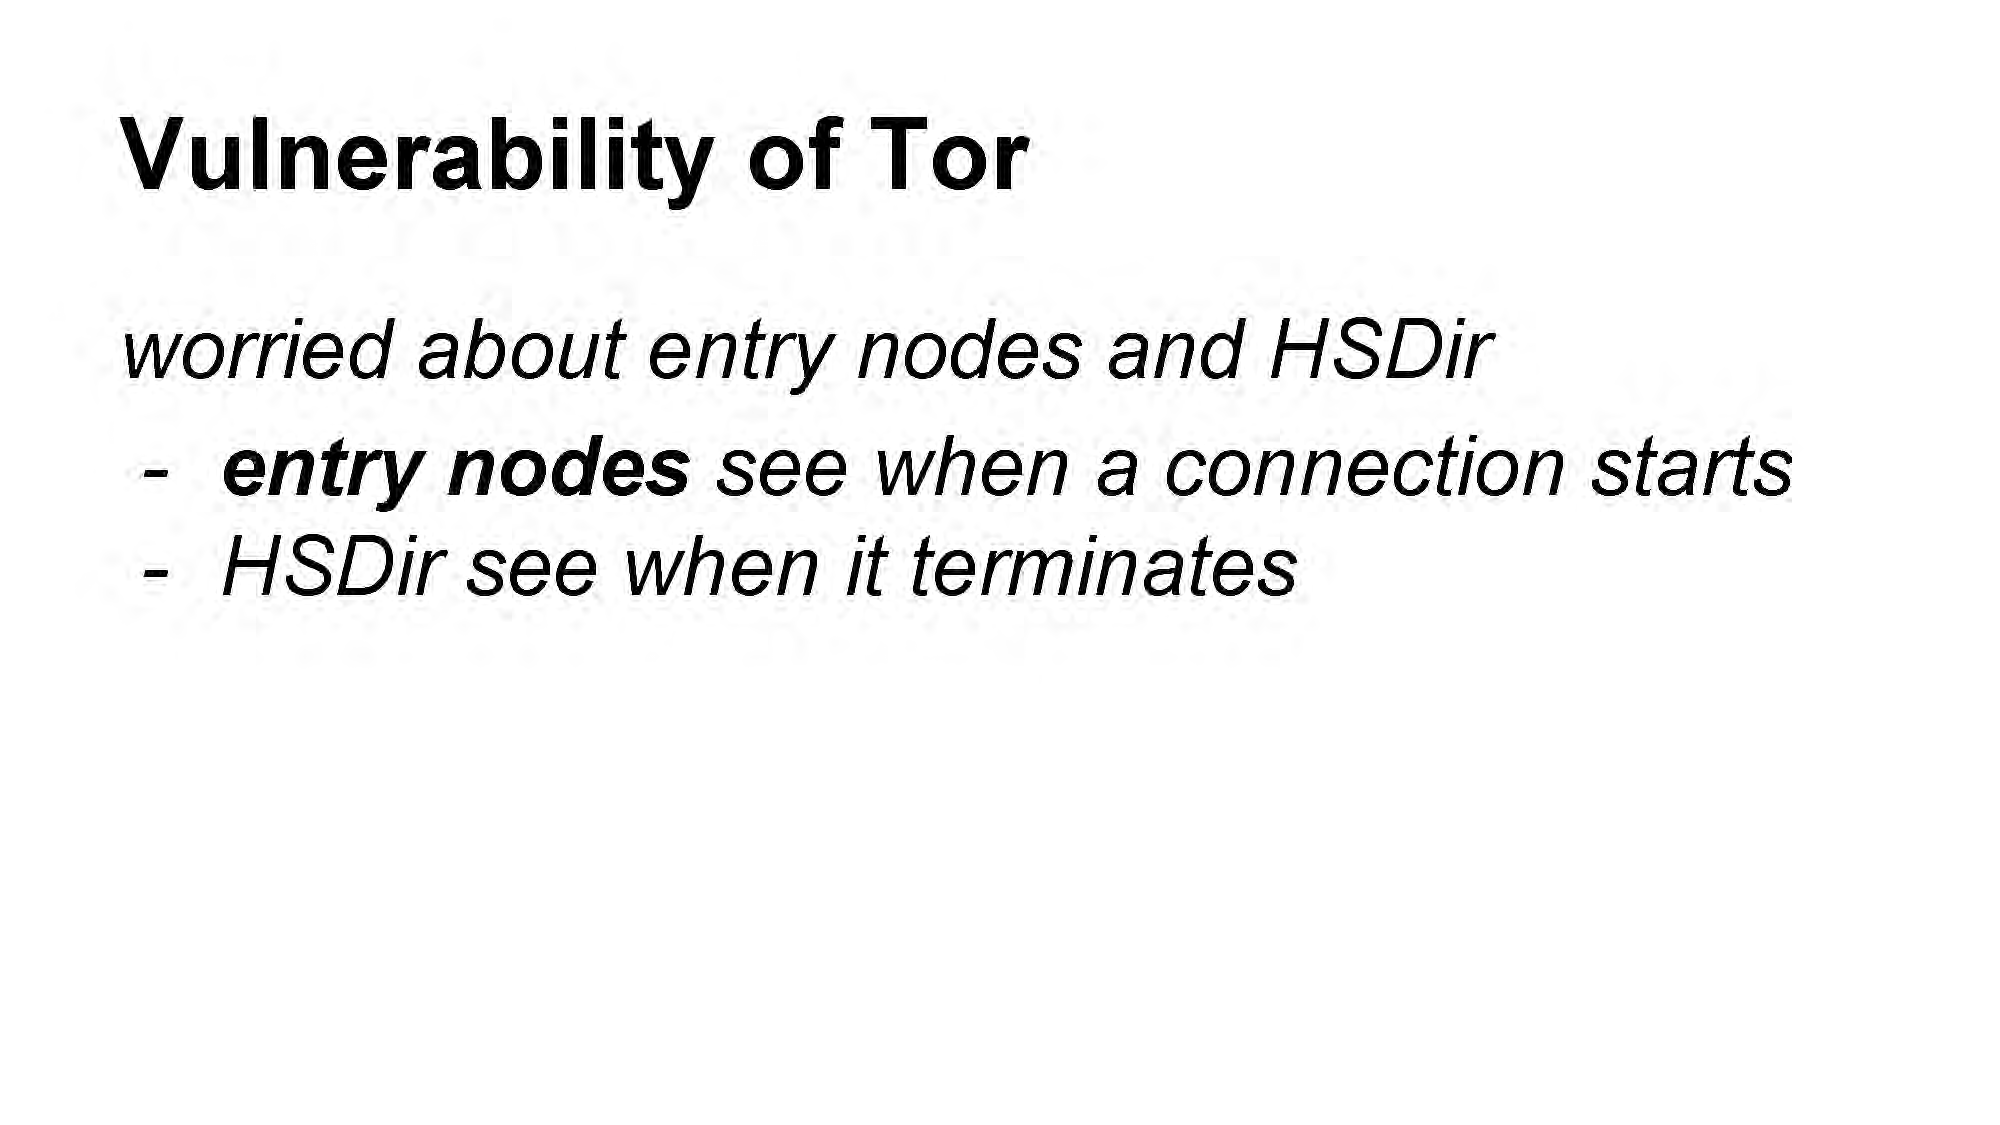 Vulnerability of Tor
worried about entry nodes and HSDir
- entry nodes see when a connection starts
- HSDir see when it terminates